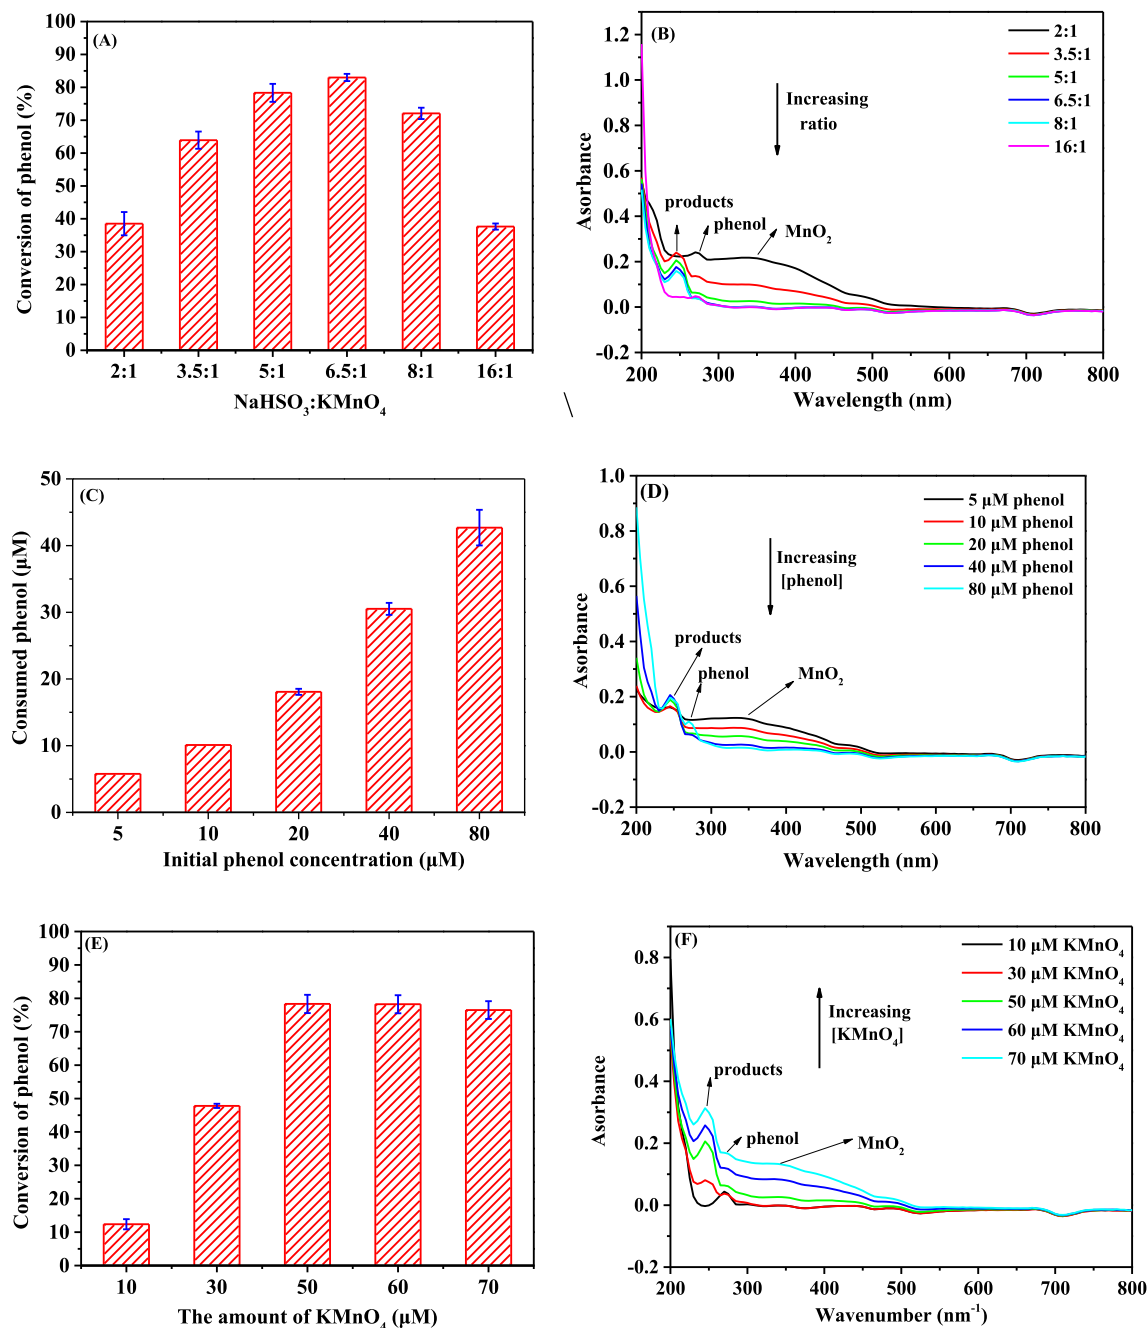 (A)
Conversion of phenol (%)
100
90
80
70
60
50
40
30
20
10
0
2:1 3.5:1 5:1 6.5:1 8:1 16:1
NaHSO3:KMnO4
(B)
Asorbance
1.2
1.0
0.8
0.6
0.4
0.2
0.0
-0.2
2:1
3.5:1
5:1
6.5:1
8:1
16:1
Increasing
ratio
products
phenol
MnO2
200 300 400 500 600 700 800
Wavelength (nm)
\
(C)
Consumed phenol (µM)
50
40
30
20
10
0
5 10 20 40 80
Initial phenol concentration (µM)
(D)
Asorbance
1.0
0.8
0.6
0.4
0.2
0.0
-0.2
5 µM phenol
10 µM phenol
20 µM phenol
40 µM phenol
80 µM phenol
Increasing
[phenol]
products
phenol
MnO2
200 300 400 500 600 700 800
Wavelength (nm)
(E)
Conversion of phenol (%)
100
90
80
70
60
50
40
30
20
10
0
10 30 50 60 70
The amount of KMnO4 (µM)
(F)
Asorbance
0.8
0.6
0.4
0.2
0.0
-0.2
10 µM KMnO4
30 µM KMnO4
50 µM KMnO4
60 µM KMnO4
70 µM KMnO4
Increasing
[KMnO4]
products
phenol
MnO2
200 300 400 500 600 700 800
Wavenumber (nm-1)